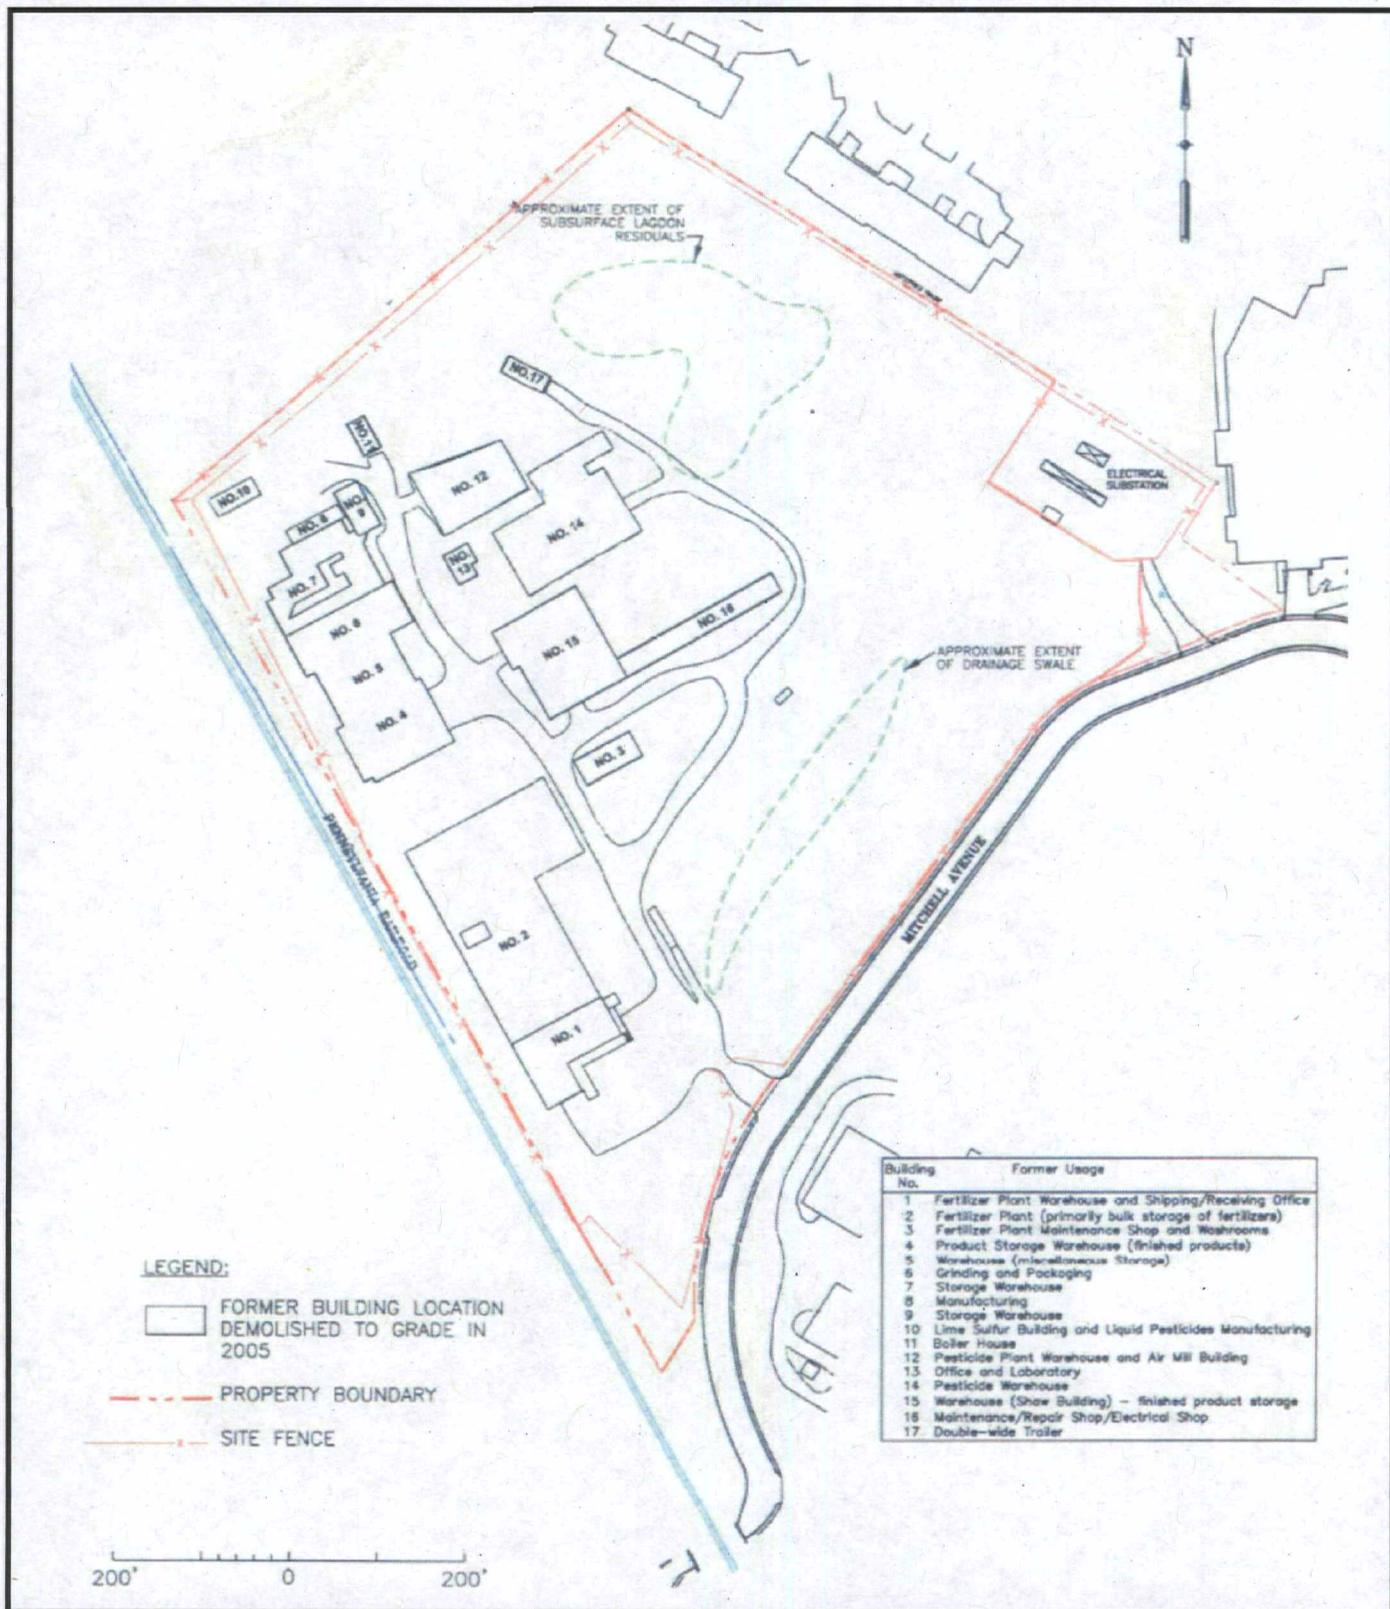 N
APPROXIMATE EXTENT OF
SUBSURFACE LAGOON
RESIDUALS
NO. 17
NO. 11
NO. 10
NO. 12
NO. 8
NO.
9
NO. 14
NO.
13
NO. 7
NO. 6
NO. 15
NO. 16
NO. 5
NO. 4
NO. 3
ELECTRICAL
SUBSTATION
APPROXIMATE EXTENT
OF DRAINAGE SWALE
PENNSYLVANIA RAILROAD
MITCHELL AVENUE
NO. 2
NO. 1
Building No. Former Usage
1 Fertilizer Plant Warehouse and Shipping/Receiving Office
2 Fertilizer Plant (primarily bulk storage of fertilizers)
3 Fertilizer Plant Maintenance Shop and Washrooms
4 Product Storage Warehouse (finished products)
5 Warehouse (miscellaneous Storage)
6 Grinding and Packaging
7 Storage Warehouse
8 Manufacturing
9 Storage Warehouse
10 Lime Sulfur Building and Liquid Pesticides Manufacturing
11 Boiler House
12 Pesticide Plant Warehouse and Air Mill Building
13 Office and Laboratory
14 Pesticide Warehouse
15 Warehouse (Shaw Building) – finished product storage
16 Maintenance/Repair Shop/Electrical Shop
17 Double-wide Trailer
LEGEND:
FORMER BUILDING LOCATION
DEMOLISHED TO GRADE IN
2005
PROPERTY BOUNDARY
SITE FENCE
200' 0 200'